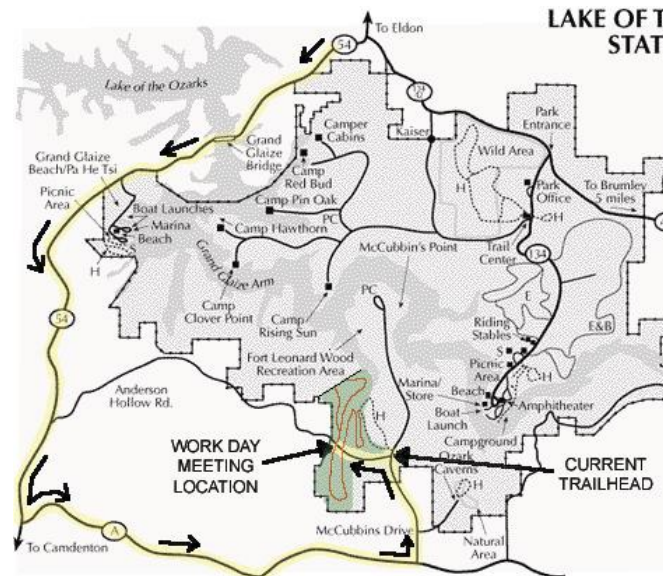 LAKE OF T
STAT
To Eldon
54
Lake of the Ozarks
Camper
Cabins
Kaiser
Park
Entrance
Wild Area
Grand
Glaize
Bridge
Camp
Red Bud
Grand Glaize
Beach/Pa He Tsi
H
Park
Office
To Brumley
5 miles
Picnic
Area
Boat Launches
Camp Pin Oak
H
Marina
Beach
Camp Hawthorn
PC
McCubbin's Point
Trail
Center
134
S
H
Grand Glaize Arm
Camp
Clover Point
Camp
Rising Sun
PC
E
E&B
54
Riding
Stables
S
Fort Leonard Wood
Recreation Area
Picnic
Area
H
Anderson
Hollow Rd.
Marina/
Store
Beach
Amphitheater
Boat
Launch
H
Campground
WORK DAY
MEETING
LOCATION
Ozark
Caverns
CURRENT
TRAILHEAD
H
McCubbins Drive
Natural
Area
A
To Camdenton